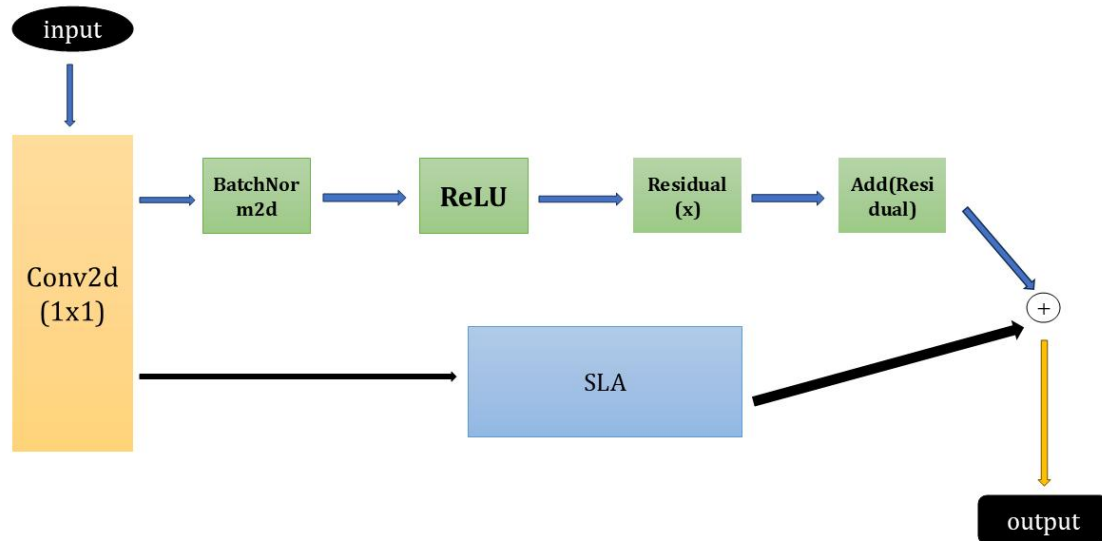 input
Conv2d
(1x1)
BatchNor
m2d
ReLU
Residual
(x)
Add(Resi
dual)
SLA
+
output